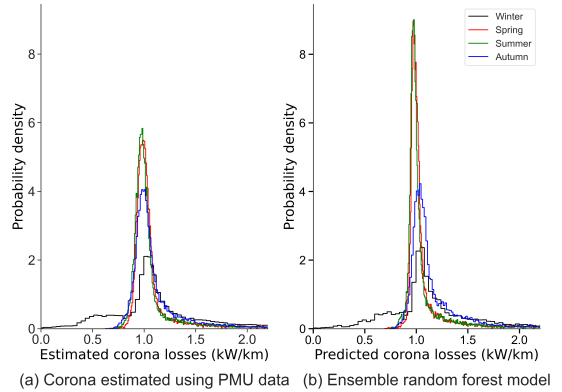 Winter
Spring
Summer
Autumn
8
6
4
2
0
Probability density
0.0 0.5 1.0 1.5 2.0
Estimated corona losses (kW/km)
8
6
4
2
0
Probability density
0.0 0.5 1.0 1.5 2.0
Predicted corona losses (kW/km)
(a) Corona estimated using PMU data
(b) Ensemble random forest model